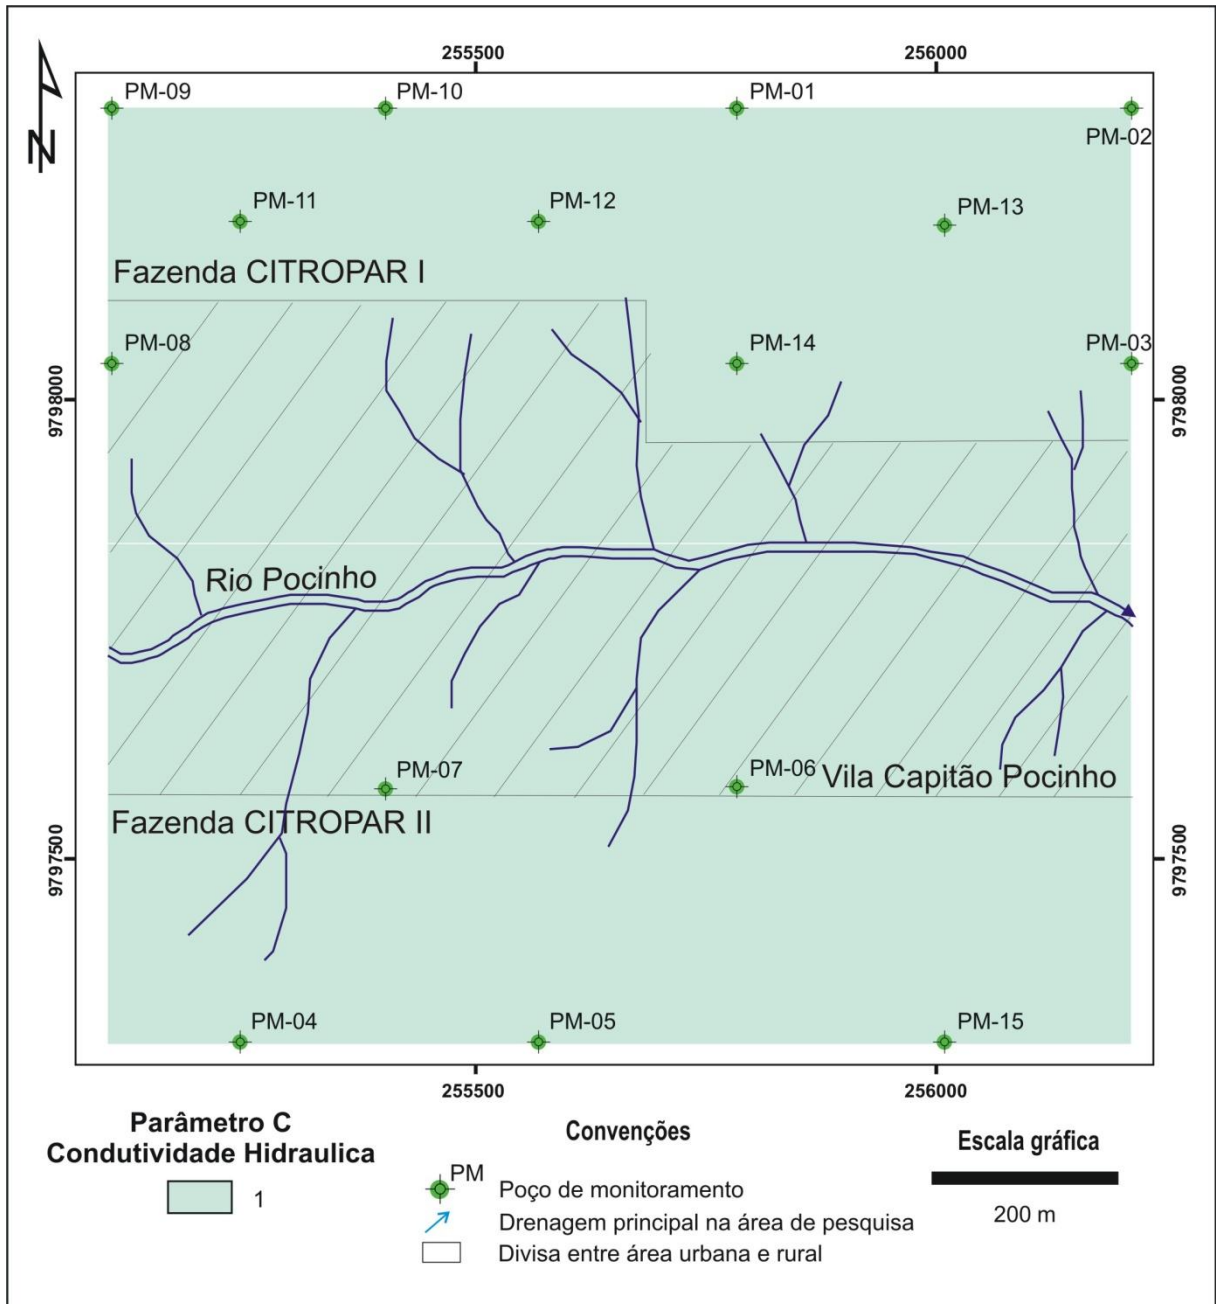 255500
256000
PM-09
PM-10
PM-01
PM-02
N
PM-11
PM-12
PM-13
Fazenda CITROPAR I
PM-08
PM-14
PM-03
9798000
9798000
Rio Pocinho
PM-07
PM-06
Vila Capitão Pocinho
Fazenda CITROPAR II
9797500
9797500
PM-04
PM-05
PM-15
255500
256000
Parâmetro C
Condutividade Hidraulica
1
Convenções
PM
Poço de monitoramento
Drenagem principal na área de pesquisa
Divisa entre área urbana e rural
Escala gráfica
200 m